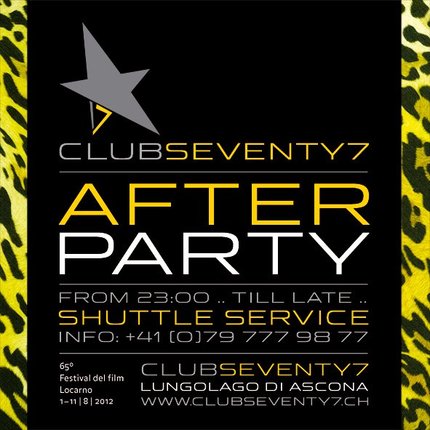 7
CLUBSEVENTY7
AFTER
PARTY
FROM 23:00 .. TILL LATE ..
SHUTTLE SERVICE
INFO: +41 [0]79 777 98 77
65°
Festival del film
Locarno
1–11 | 8 | 2012
CLUBSEVENTY7
LUNGOLAGO DI ASCONA
WWW.CLUBSEVENTY7.CH